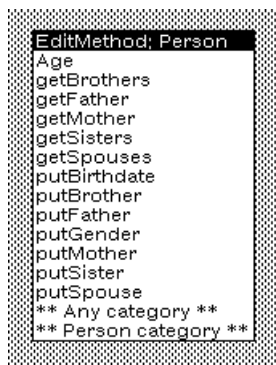 EditMethod; Person
Age
getBrothers
getFather
getMother
getSisters
getSpouses
putBirthdate
putBrother
putFather
putGender
putMother
putSister
putSpouse
** Any category **
** Person category **